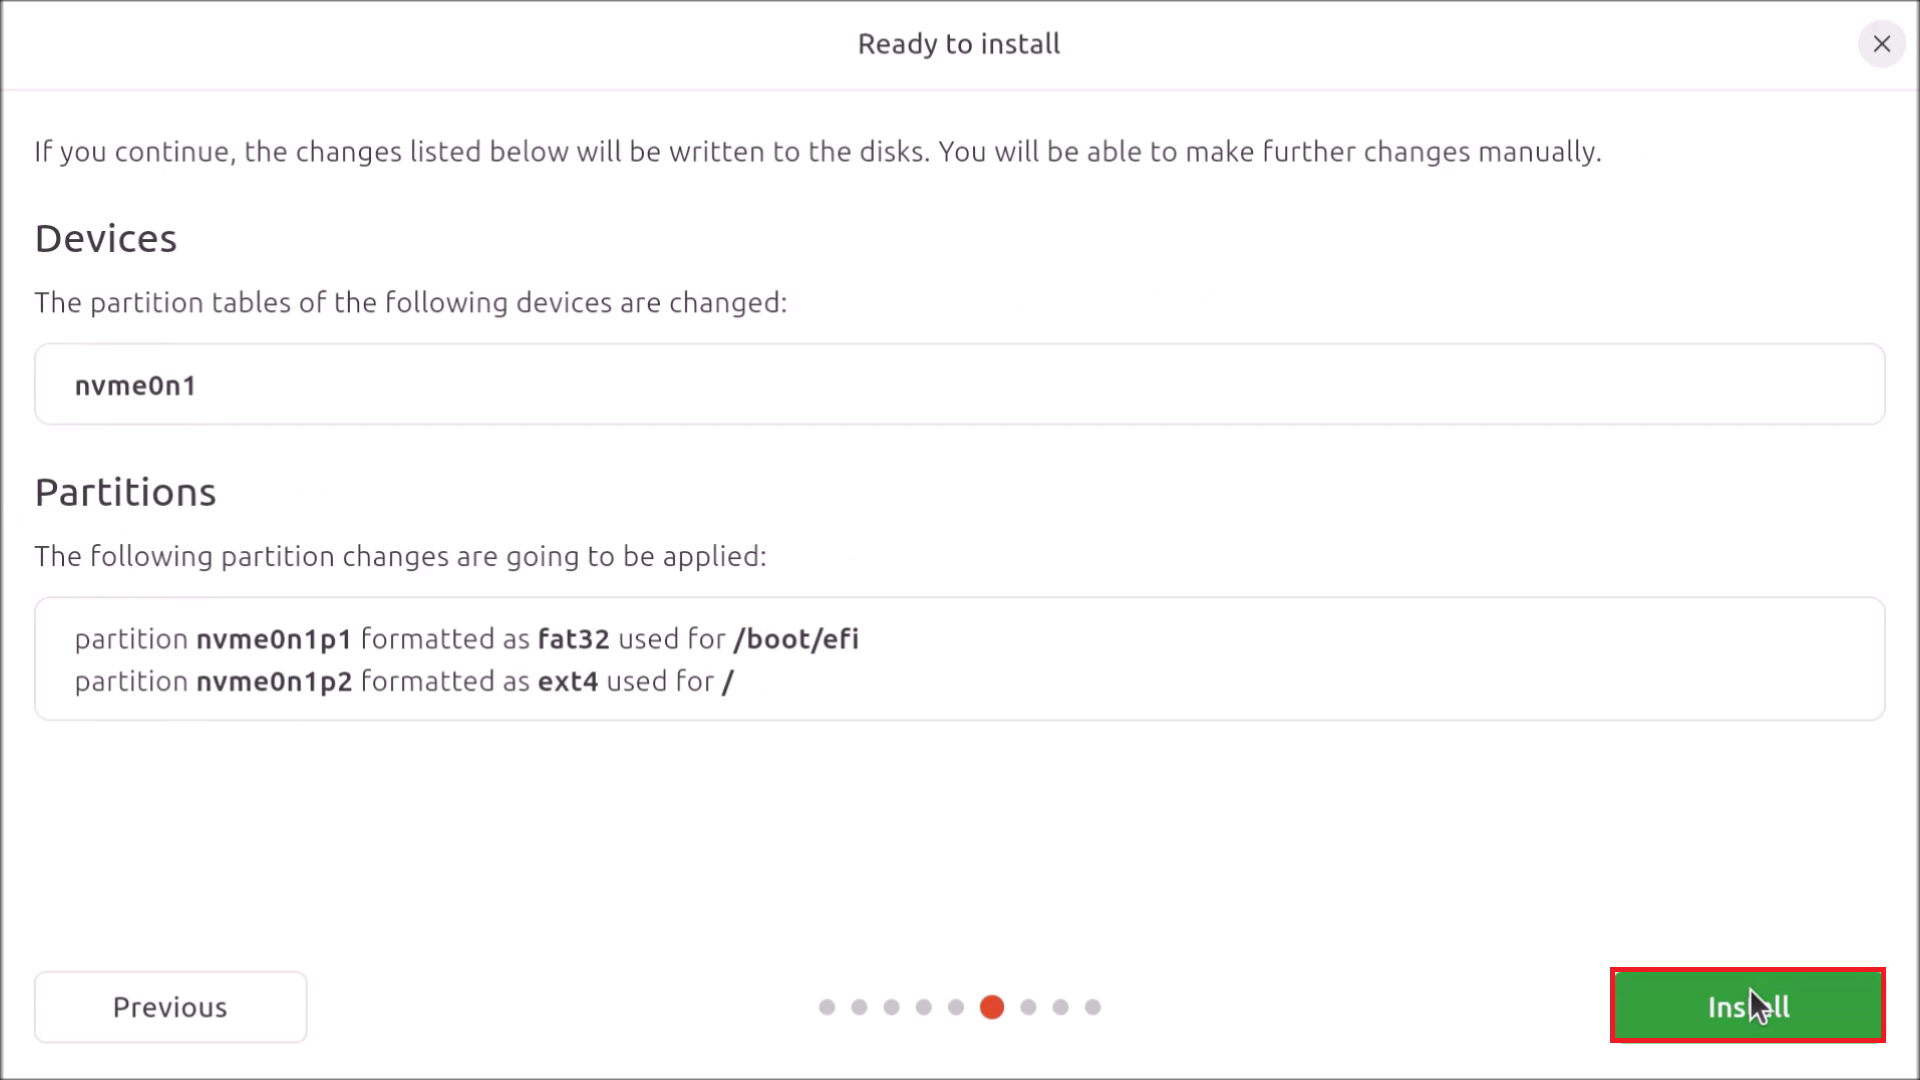 Ready to install
If you continue, the changes listed below will be written to the disks. You will be able to make further changes manually.
Devices
The partition tables of the following devices are changed:
nvme0n1
Partitions
The following partition changes are going to be applied:
partition nvme0n1p1 formatted as fat32 used for /boot/efi
partition nvme0n1p2 formatted as ext4 used for /
Previous
Install